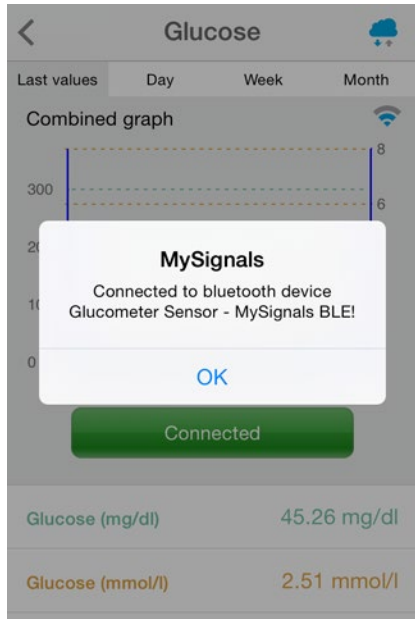 Glucose
Last values Day Week Month
Combined graph
8
300
6
MySignals
Connected to bluetooth device
Glucometer Sensor - MySignals BLE!
0
OK
Connected
Glucose (mg/dl) 45.26 mg/dl
Glucose (mmol/l) 2.51 mmol/l